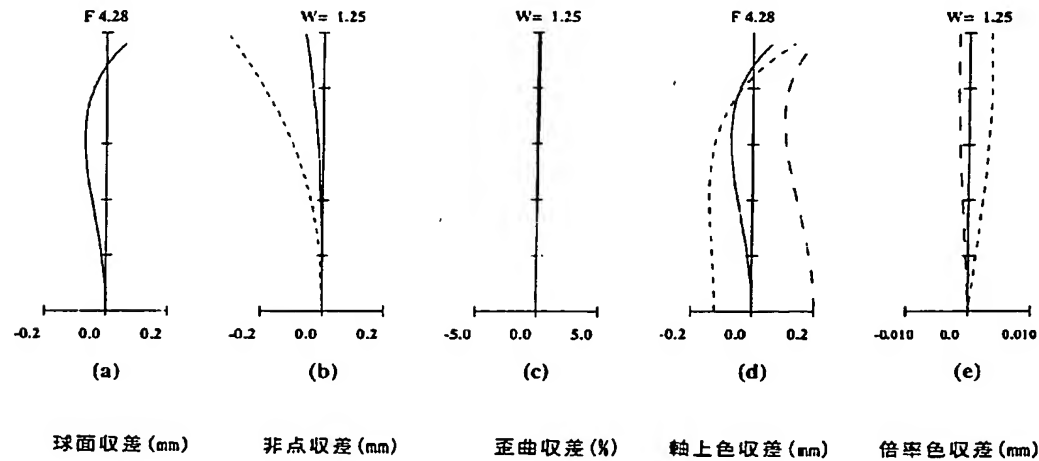 F 4.28 W= 1.25 W= 1.25 F 4.28 W= 1.25
-0.2 0.0 0.2 -0.2 0.0 0.2 -5.0 0.0 5.0 -0.2 0.0 0.2 -0.010 0.0 0.010
(a) (b) (c) (d) (e)
球面収差(mm) 非点収差(mm) 歪曲収差(%) 軸上色収差(mm) 倍率色収差(mm)